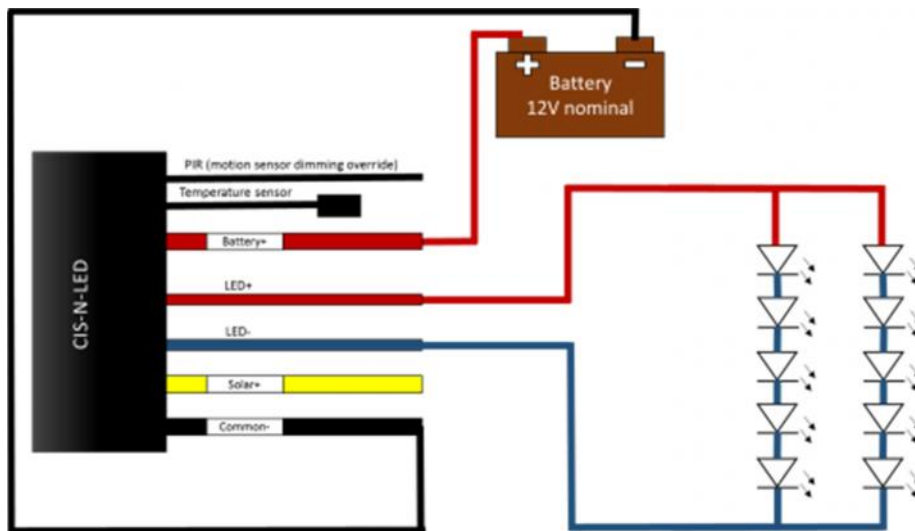 +
−
Battery
12V nominal
PIR (motion sensor dimming override)
Temperature sensor
Battery+
LED+
CIS-N-LED
LED-
Solar+
Common-